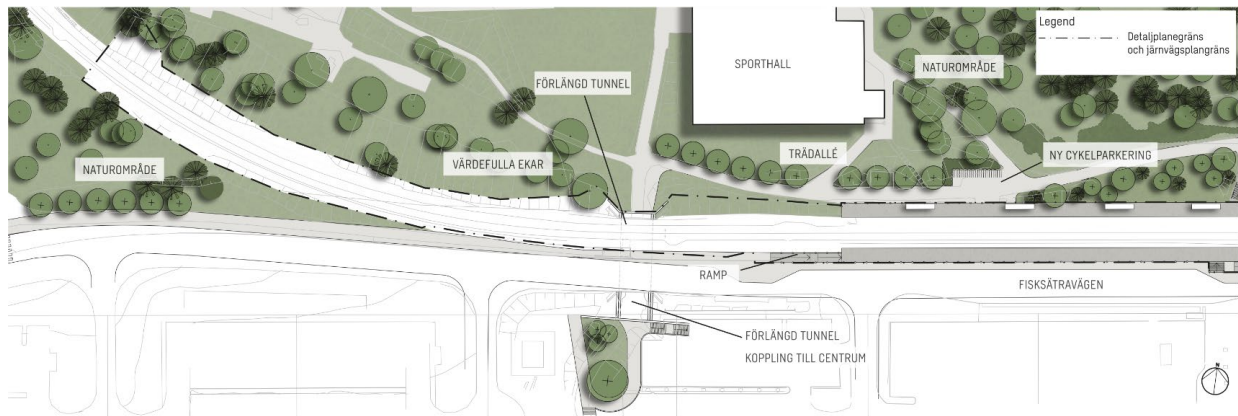 Legend
Detaljplanegräns
och järnvägsplangräns
SPORTHALL
NATUROMRÅDE
FÖRLÄNGD TUNNEL
NATUROMRÅDE
VÄRDEFULLA EKAR
TRÄDALLÉ
NY CYKELPARKERING
RAMP
FISKSÄTRAVÄGEN
FÖRLÄNGD TUNNEL
KOPPLING TILL CENTRUM